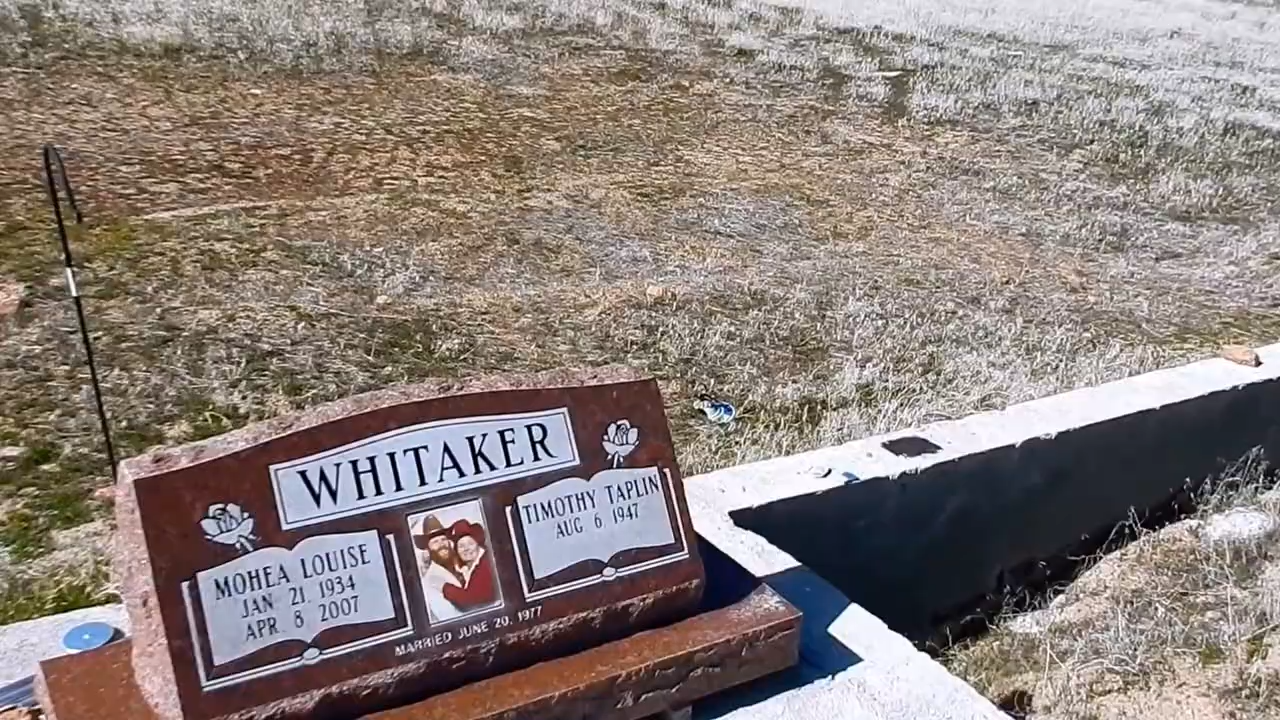 WHITAKER
MOHEA LOUISE
JAN 21. 1934
APR. 8. 2007
TIMOTHY TAPLIN
AUG 6 1947
MARRIED JUNE 20, 1977